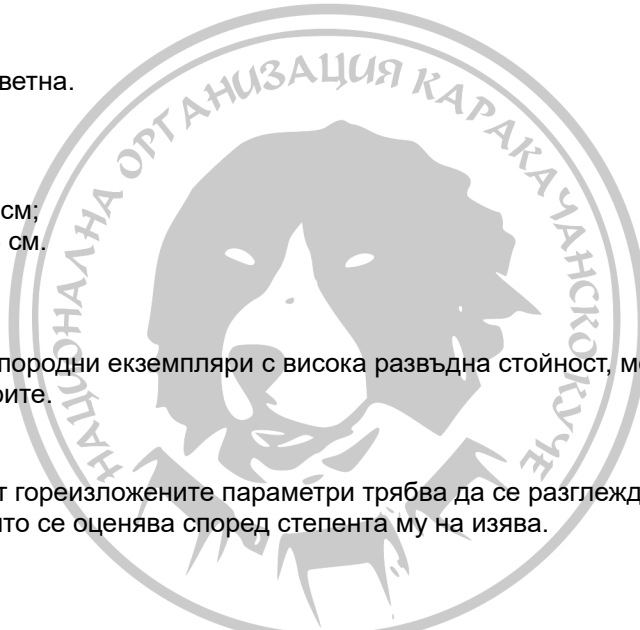 ветна.
НАЦИОНАЛНА ОРГАНИЗАЦИЯ КАРАКАЧАНСКО КУЧЕ
см;
см.
породни екземпляри с висока развъдна стойност, м
рите.
т гореизложените параметри трябва да се разглежд
то се оценява според степента му на изява.